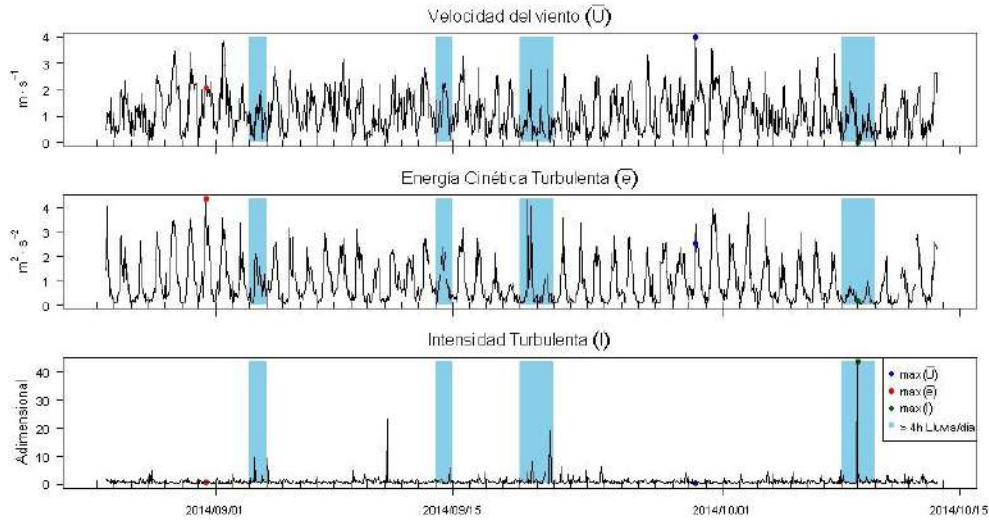 Velocidad del viento (U̅)
m · s⁻¹
4
3
2
1
0
Energía Cinética Turbulenta (e̅)
m² · s⁻²
4
3
2
1
0
Intensidad Turbulenta (I)
Adimensional
40
30
20
10
0
max(U̅)
max(e̅)
max(I)
> 4h Lluvia/dia
2014/09/01
2014/09/15
2014/10/01
2014/10/15